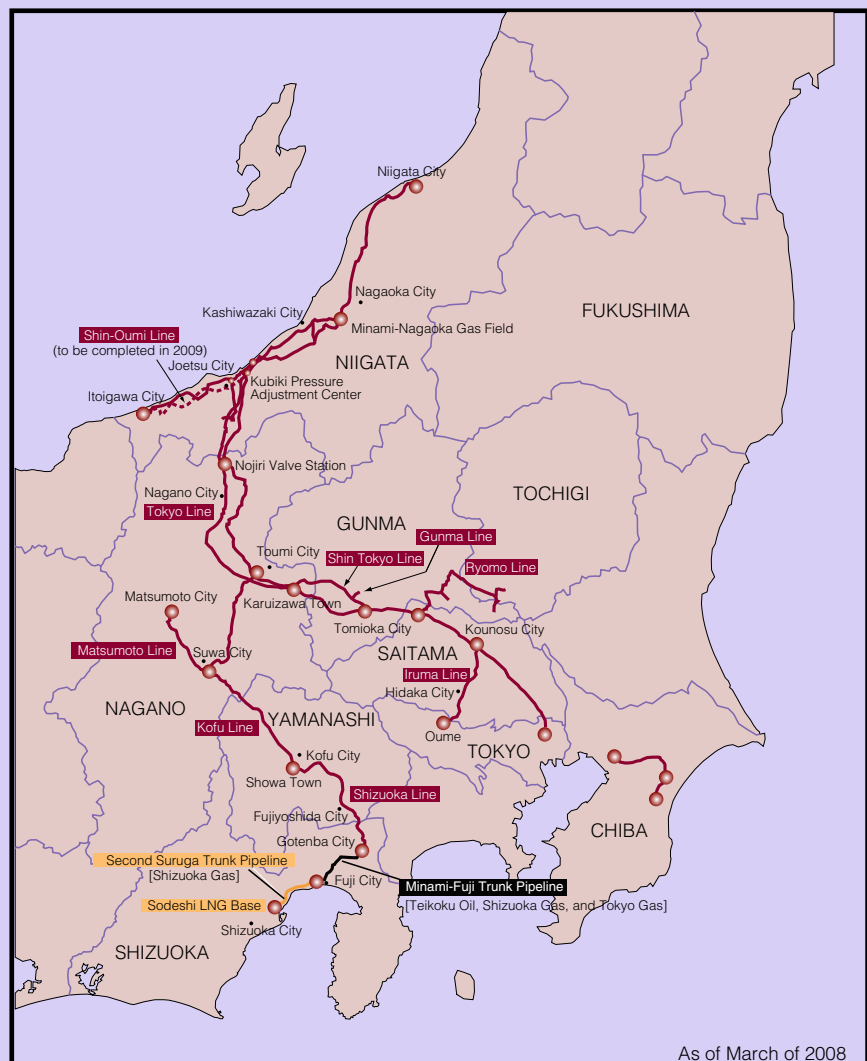 Niigata City
Nagaoka City
Kashiwazaki City
Minami-Nagaoka Gas Field
FUKUSHIMA
Shin-Oumi Line
(to be completed in 2009)
NIIGATA
Joetsu City
Kubiki Pressure
Adjustment Center
Itoigawa City
Nojiri Valve Station
Nagano City
Tokyo Line
TOCHIGI
GUNMA
Gunma Line
Toumi City
Shin Tokyo Line
Ryomo Line
Matsumoto City
Karuizawa Town
Tomioka City
Kounosu City
Matsumoto Line
Suwa City
SAITAMA
Iruma Line
Hidaka City
NAGANO
YAMANASHI
Kofu Line
Oume
TOKYO
Kofu City
Showa Town
Shizuoka Line
Fujiyoshida City
CHIBA
Gotenba City
Second Suruga Trunk Pipeline
[Shizuoka Gas]
Fuji City
Minami-Fuji Trunk Pipeline
[Teikoku Oil, Shizuoka Gas, and Tokyo Gas]
Sodeshi LNG Base
Shizuoka City
SHIZUOKA
As of March of 2008